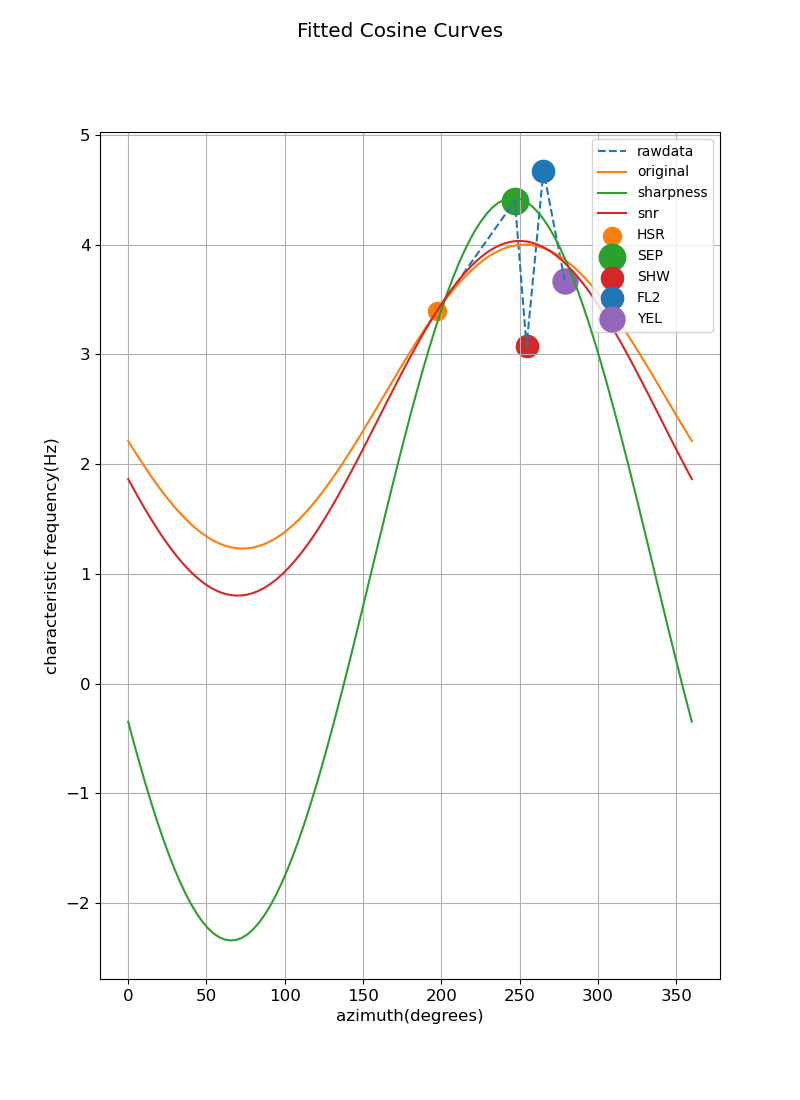 Fitted Cosine Curves
5
4
3
2
1
0
−1
−2
characteristic frequency(Hz)
0 50 100 150 200 250 300 350
azimuth(degrees)
rawdata
original
sharpness
snr
HSR
SEP
SHW
FL2
YEL